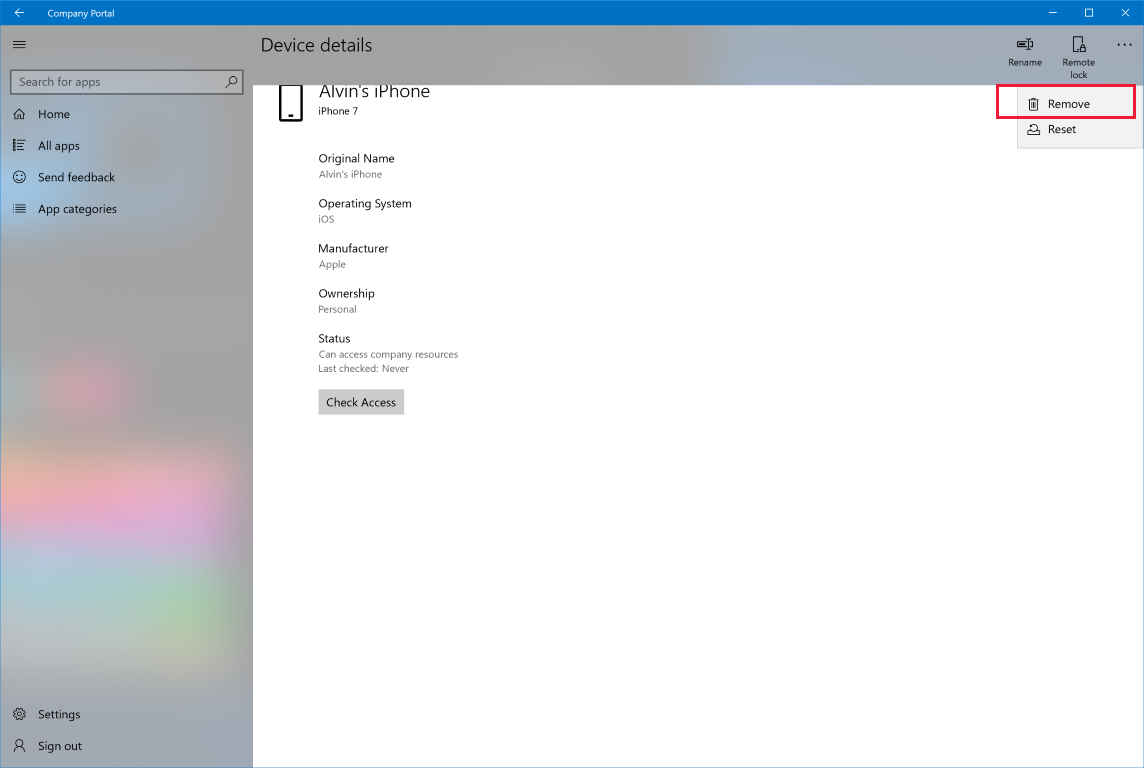 Company Portal
Device details
Rename
Remote
lock
Search for apps
Home
All apps
Send feedback
App categories
Settings
Sign out
Alvin's iPhone
iPhone 7
Remove
Reset
Original Name
Alvin's iPhone
Operating System
iOS
Manufacturer
Apple
Ownership
Personal
Status
Can access company resources
Last checked: Never
Check Access